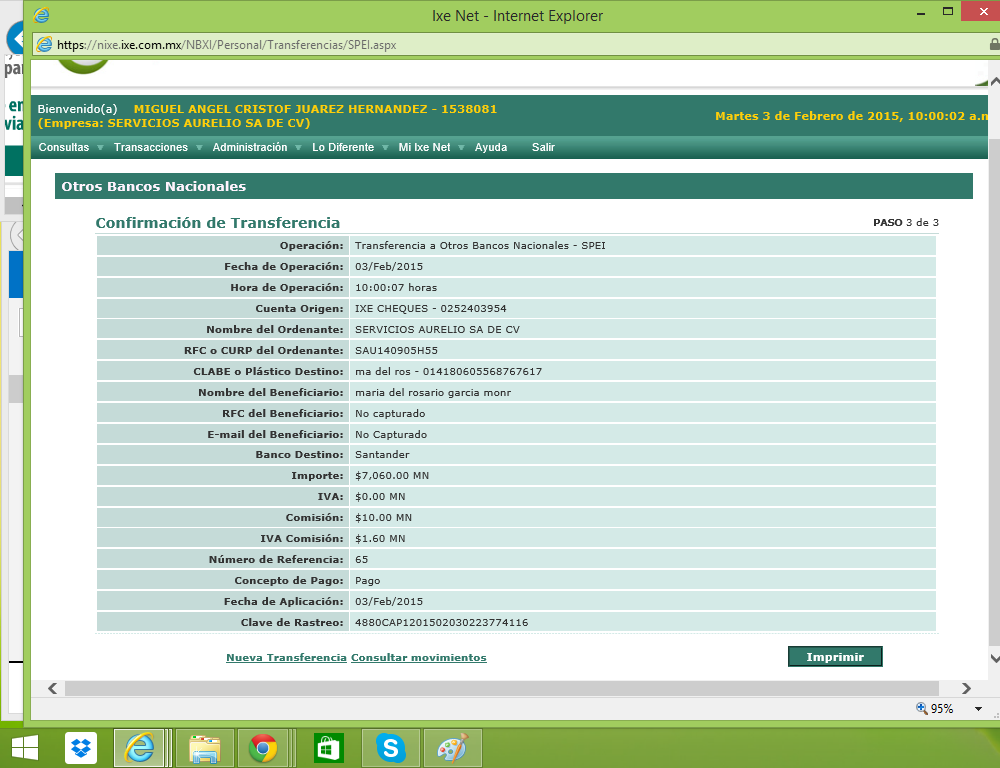 Ixe Net - Internet Explorer
https://nixe.ixe.com.mx/NBXI/Personal/Transferencias/SPEI.aspx
par
en
via
Bienvenido(a) MIGUEL ANGEL CRISTOF JUAREZ HERNANDEZ - 1538081
(Empresa: SERVICIOS AURELIO SA DE CV)
Martes 3 de Febrero de 2015, 10:00:02 a.m
Consultas Transacciones Administración Lo Diferente Mi Ixe Net Ayuda Salir
Otros Bancos Nacionales
Confirmación de Transferencia PASO 3 de 3
Operación: Transferencia a Otros Bancos Nacionales - SPEI
Fecha de Operación: 03/Feb/2015
Hora de Operación: 10:00:07 horas
Cuenta Origen: IXE CHEQUES - 0252403954
Nombre del Ordenante: SERVICIOS AURELIO SA DE CV
RFC o CURP del Ordenante: SAU140905H55
CLABE o Plástico Destino: ma del ros - 014180605568767617
Nombre del Beneficiario: maria del rosario garcia monr
RFC del Beneficiario: No capturado
E-mail del Beneficiario: No Capturado
Banco Destino: Santander
Importe: $7,060.00 MN
IVA: $0.00 MN
Comisión: $10.00 MN
IVA Comisión: $1.60 MN
Número de Referencia: 65
Concepto de Pago: Pago
Fecha de Aplicación: 03/Feb/2015
Clave de Rastreo: 4880CAP1201502030223774116
Nueva Transferencia Consultar movimientos Imprimir
95%